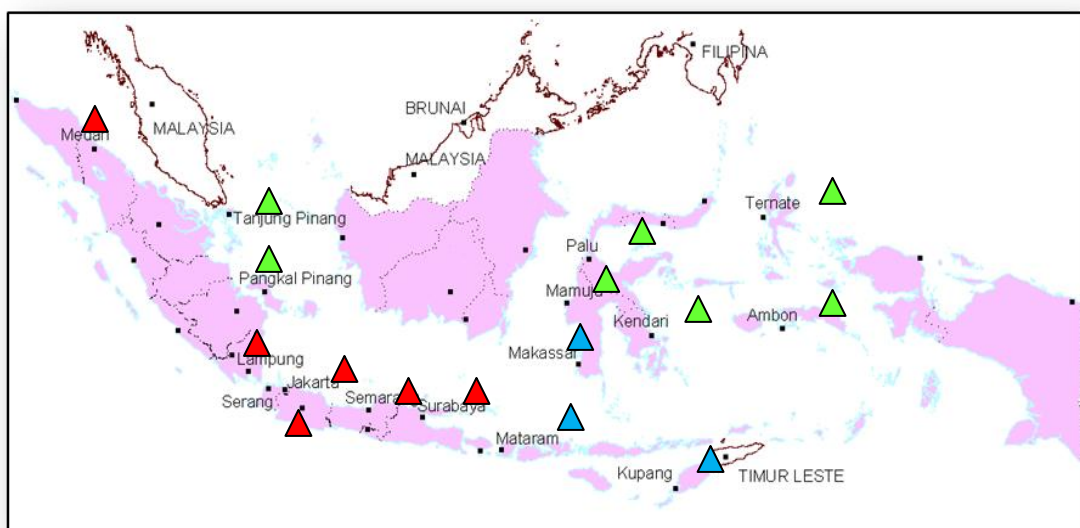 FILIPINA
BRUNAI
MALAYSIA
Medan
MALAYSIA
Ternate
Tanjung Pinang
Palu
Pangkal Pinang
Mamuju
Ambon
Kendari
Makassar
Lampung
Jakarta
Serang
Semara
Surabaya
Mataram
Kupang
TIMUR LESTE